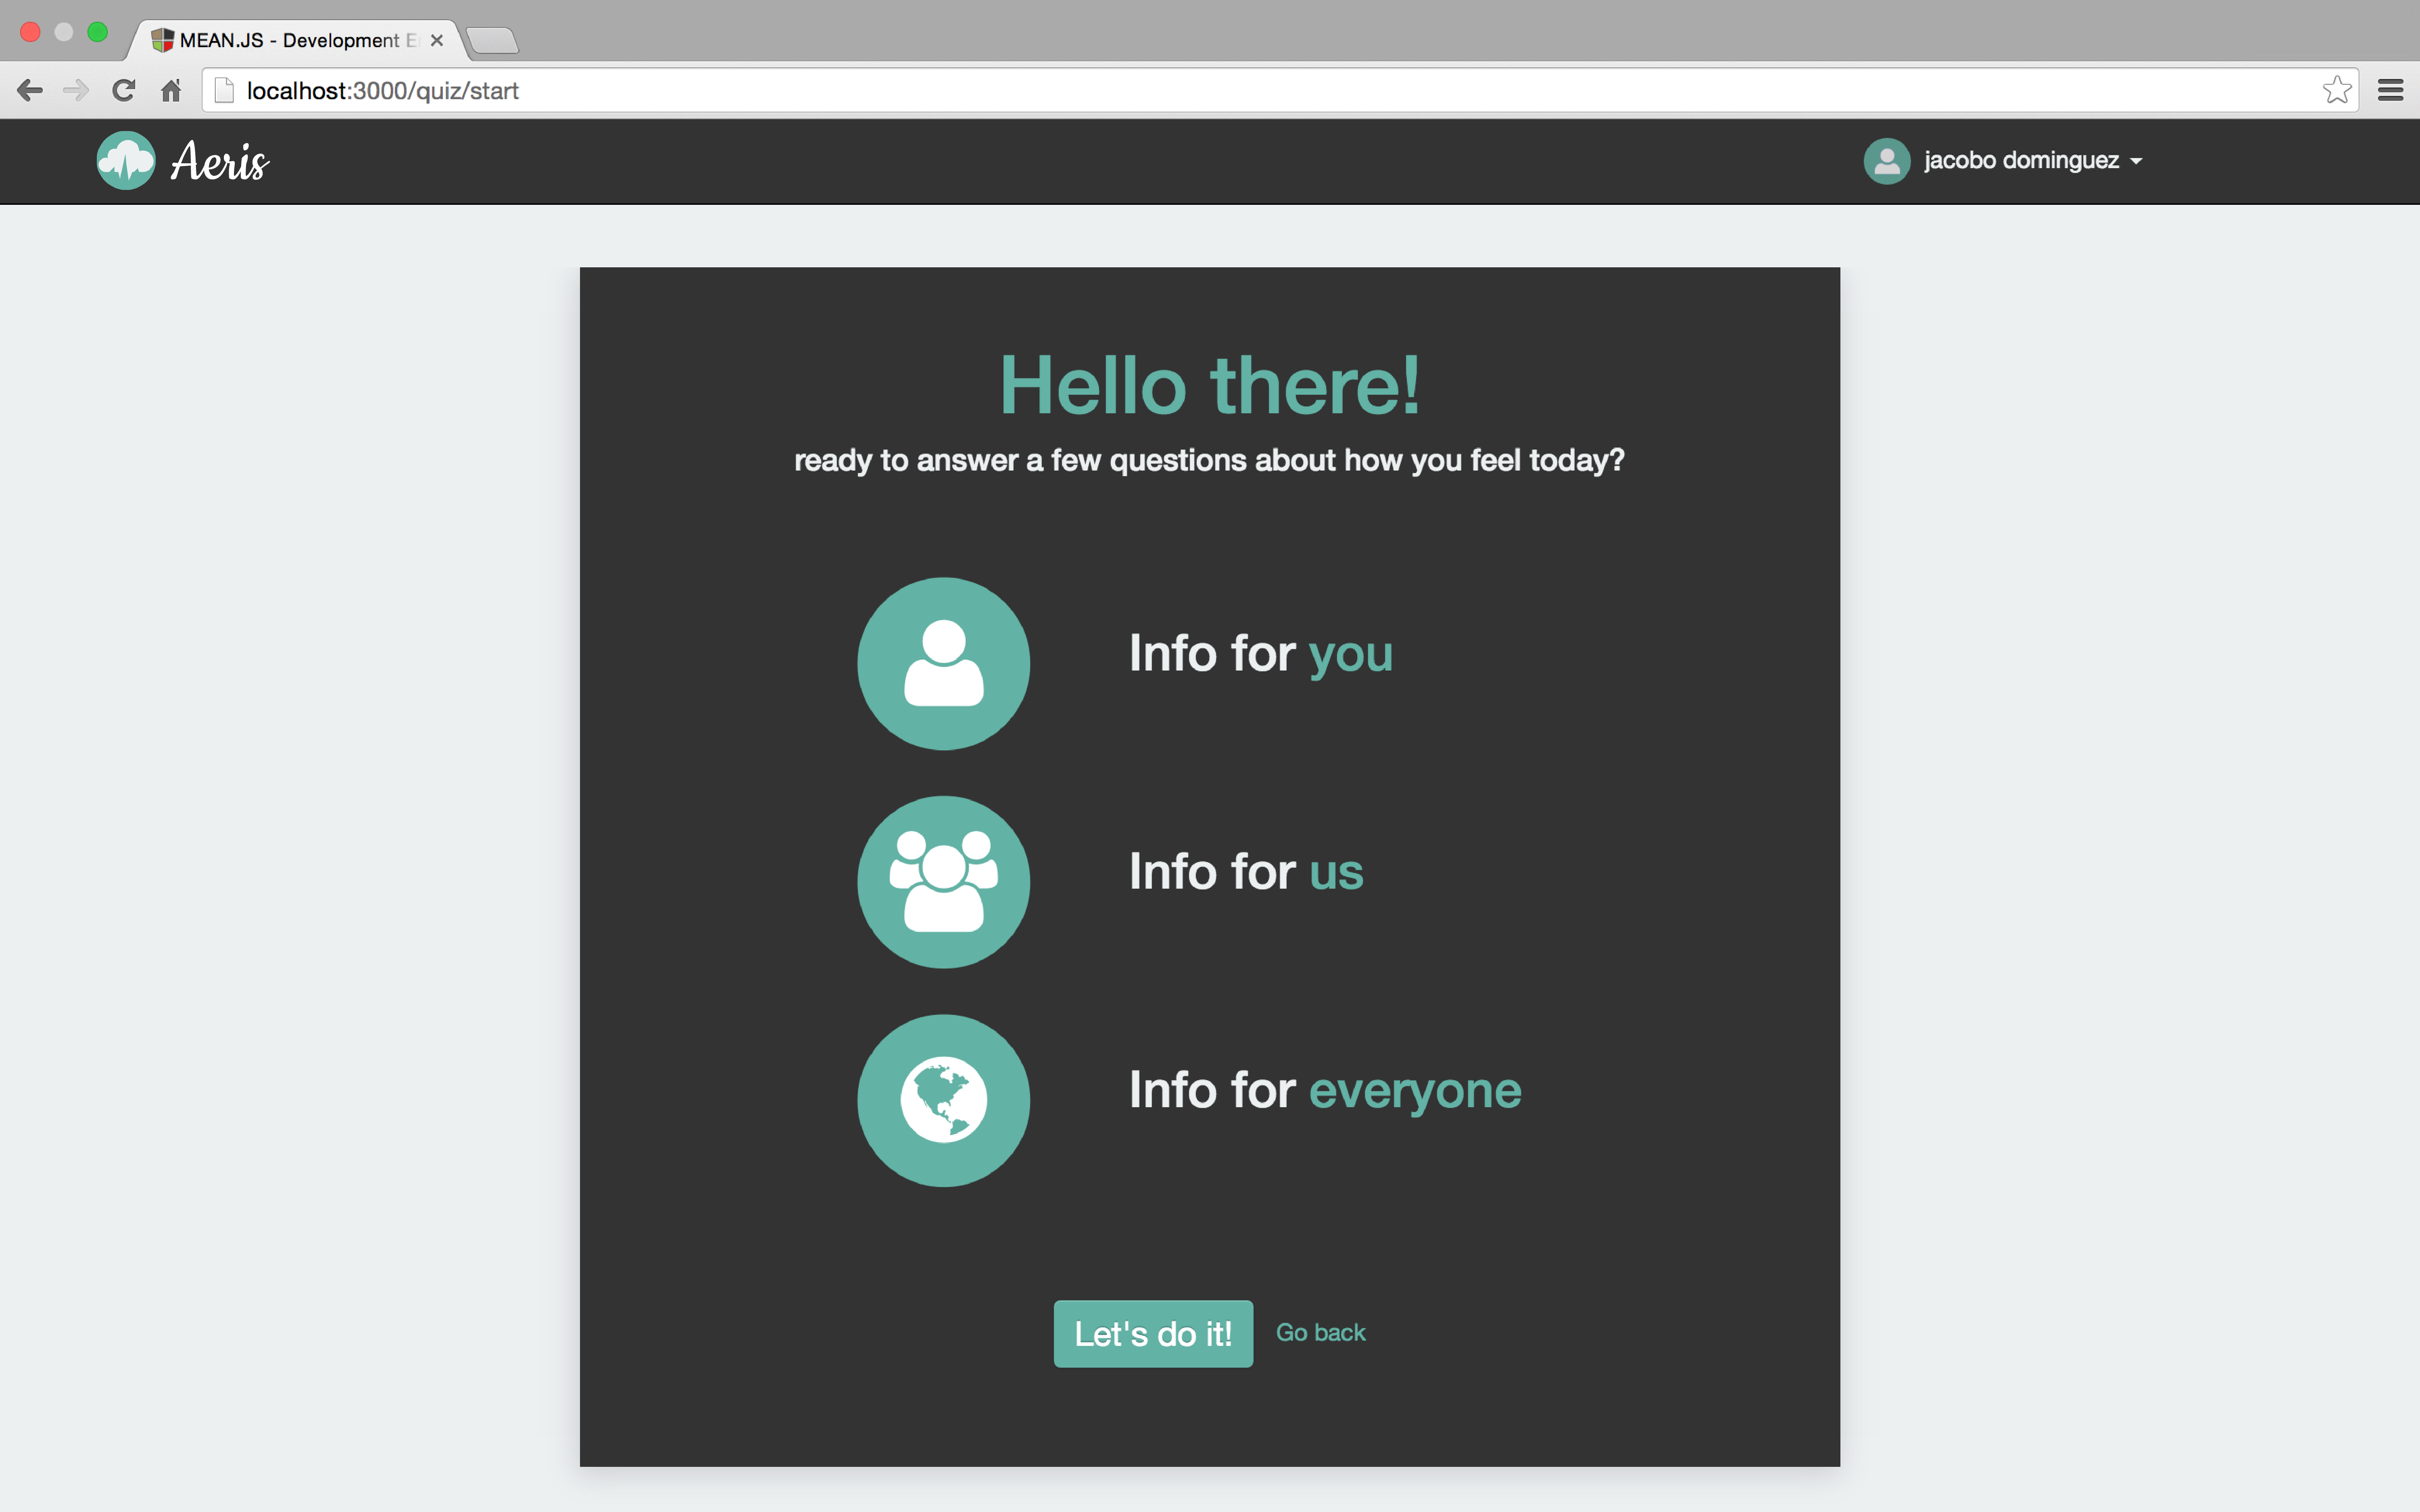 MEAN.JS - Development E
localhost:3000/quiz/start
Aeris
jacobo dominguez
Hello there!
ready to answer a few questions about how you feel today?
Info for you
Info for us
Info for everyone
Let's do it! Go back